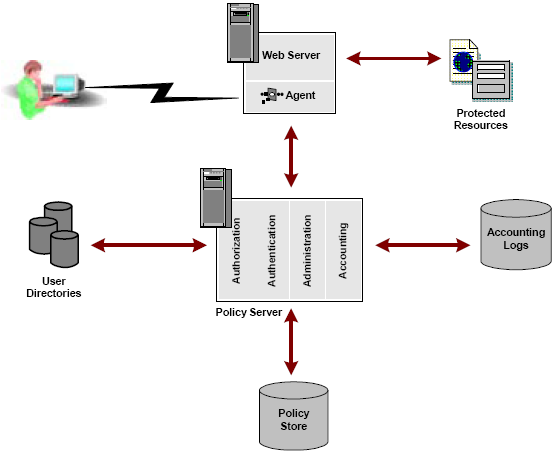 Web Server
Agent
Protected
Resources
Authorization
Authentication
Administration
Accounting
Policy Server
User
Directories
Accounting
Logs
Policy
Store